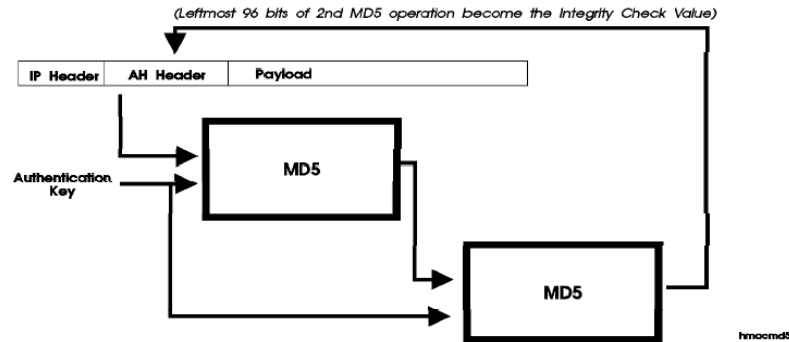 (Leftmost 96 bits of 2nd MD5 operation become the Integrity Check Value)
IP Header AH Header Payload
MD5
Authentication
Key
MD5
hmacmd5